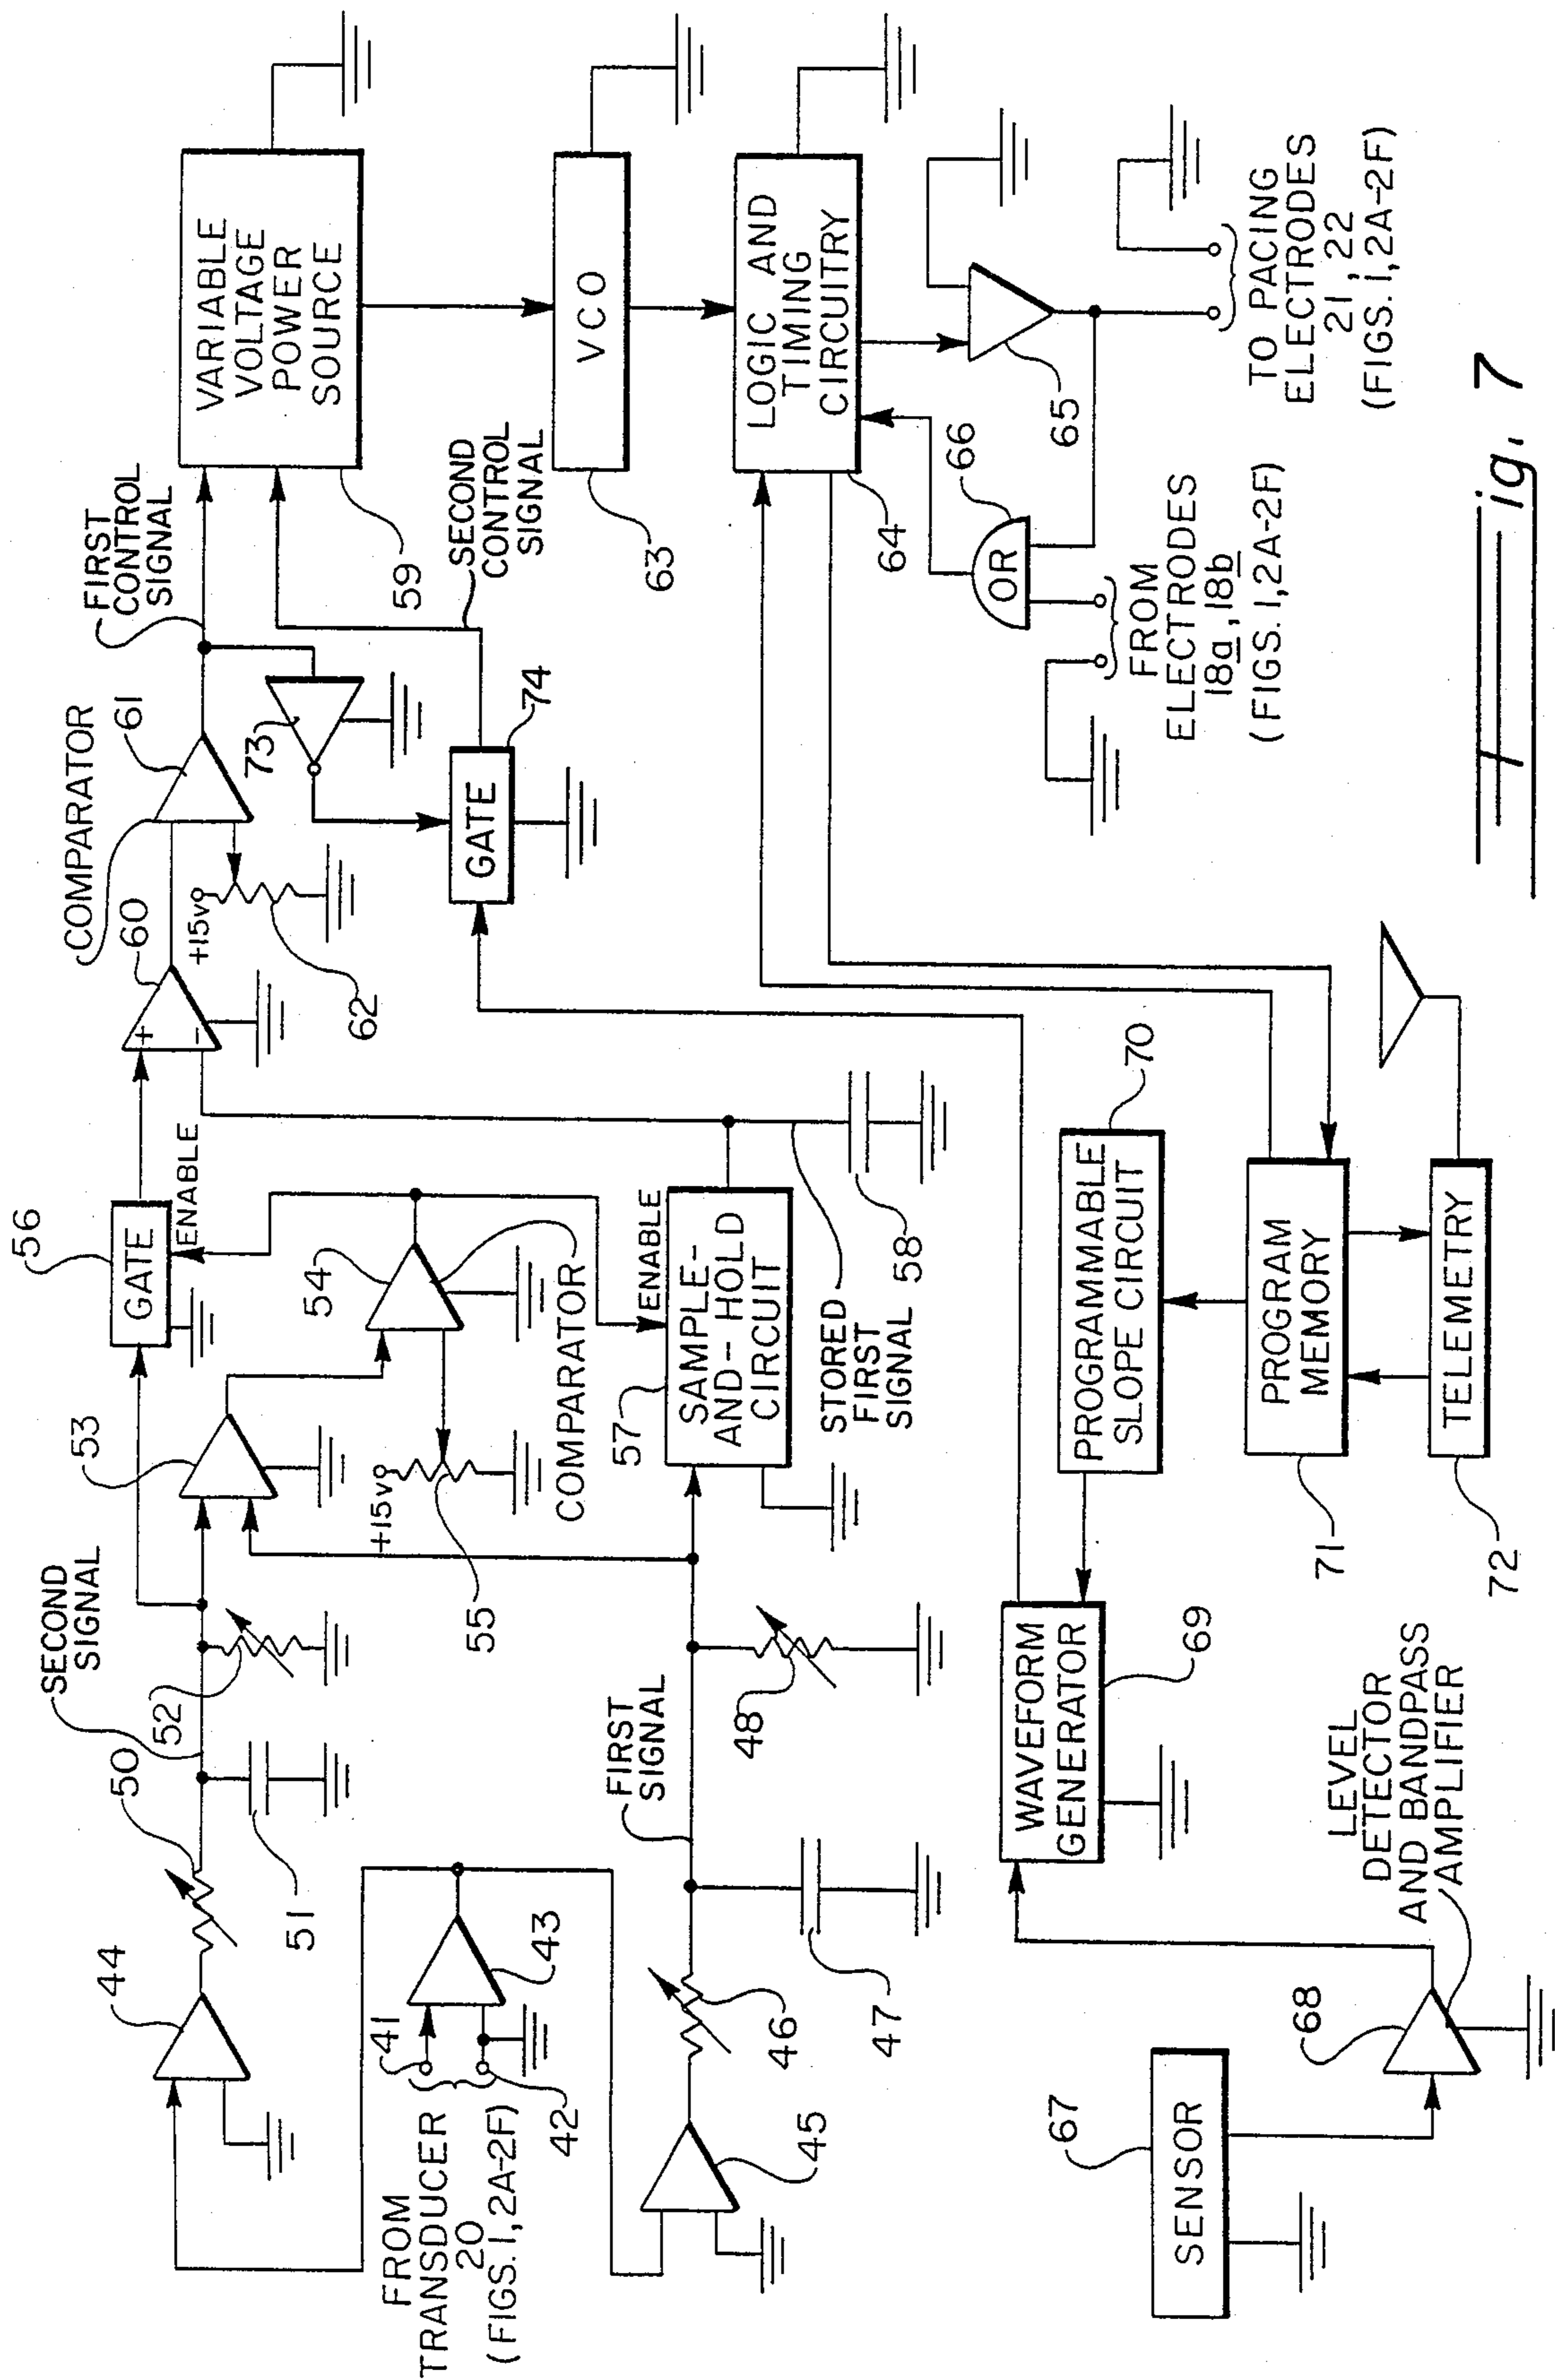 FROM
TRANSDUCER
20
(FIGS. 1, 2A-2F)
41
42
43
44
45
50
51
SECOND
SIGNAL
52
46
47
FIRST
SIGNAL
48
53
+15v
55
54
COMPARATOR
56
GATE
ENABLE
57
ENABLE
SAMPLE-
AND-HOLD
CIRCUIT
STORED
FIRST
SIGNAL
58
60
+
-
COMPARATOR
61
+15v
62
FIRST
CONTROL
SIGNAL
73
GATE
74
SECOND
CONTROL
SIGNAL
VARIABLE
VOLTAGE
POWER
SOURCE
59
VCO
63
LOGIC AND
TIMING
CIRCUITRY
64
65
OR
66
FROM
ELECTRODES
18a, 18b
(FIGS. 1, 2A-2F)
TO PACING
ELECTRODES
21, 22
(FIGS. 1, 2A-2F)
SENSOR
67
68
LEVEL
DETECTOR
AND BANDPASS
AMPLIFIER
WAVEFORM
GENERATOR
69
PROGRAMMABLE
SLOPE CIRCUIT
70
PROGRAM
MEMORY
71
TELEMETRY
72
Fig. 7